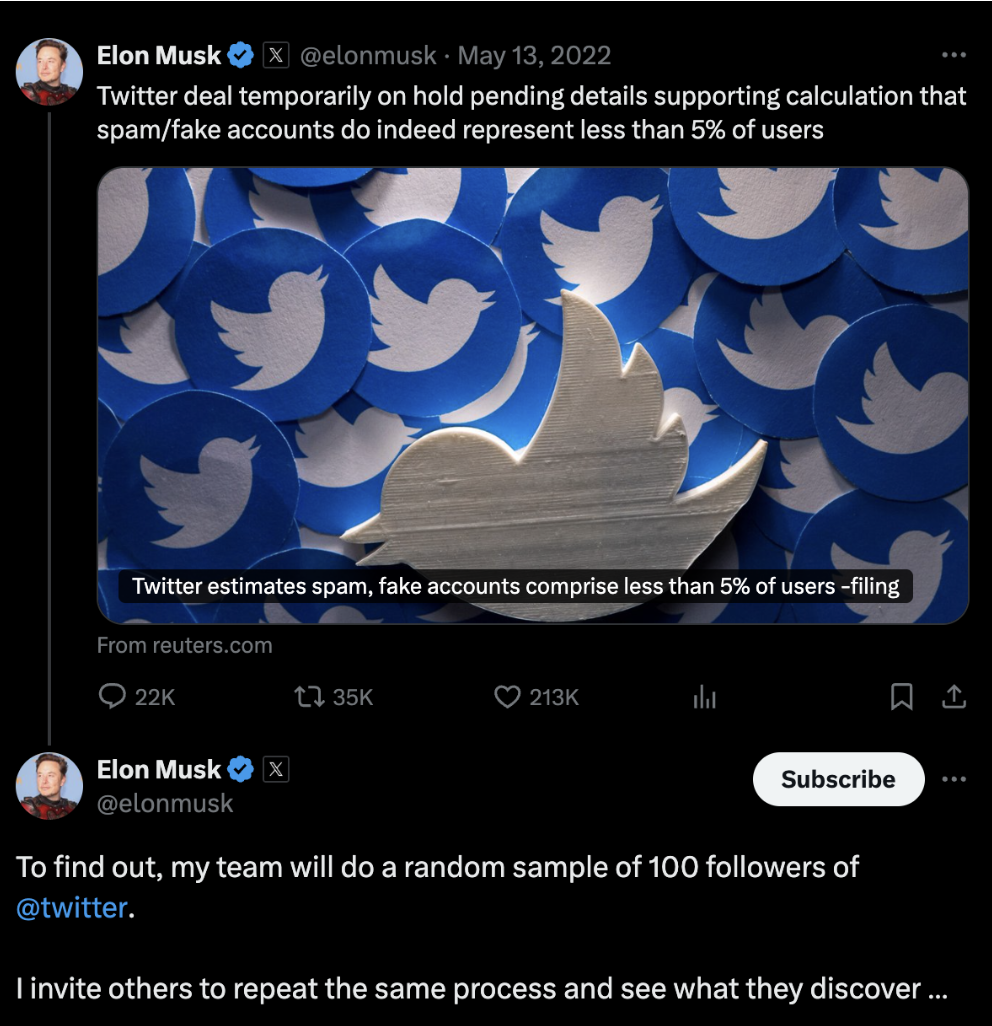 Elon Musk X @elonmusk · May 13, 2022 ...
Twitter deal temporarily on hold pending details supporting calculation that
spam/fake accounts do indeed represent less than 5% of users
Twitter estimates spam, fake accounts comprise less than 5% of users -filing
From reuters.com
22K 35K 213K
Elon Musk X
@elonmusk
Subscribe ...
To find out, my team will do a random sample of 100 followers of
@twitter.
I invite others to repeat the same process and see what they discover ...